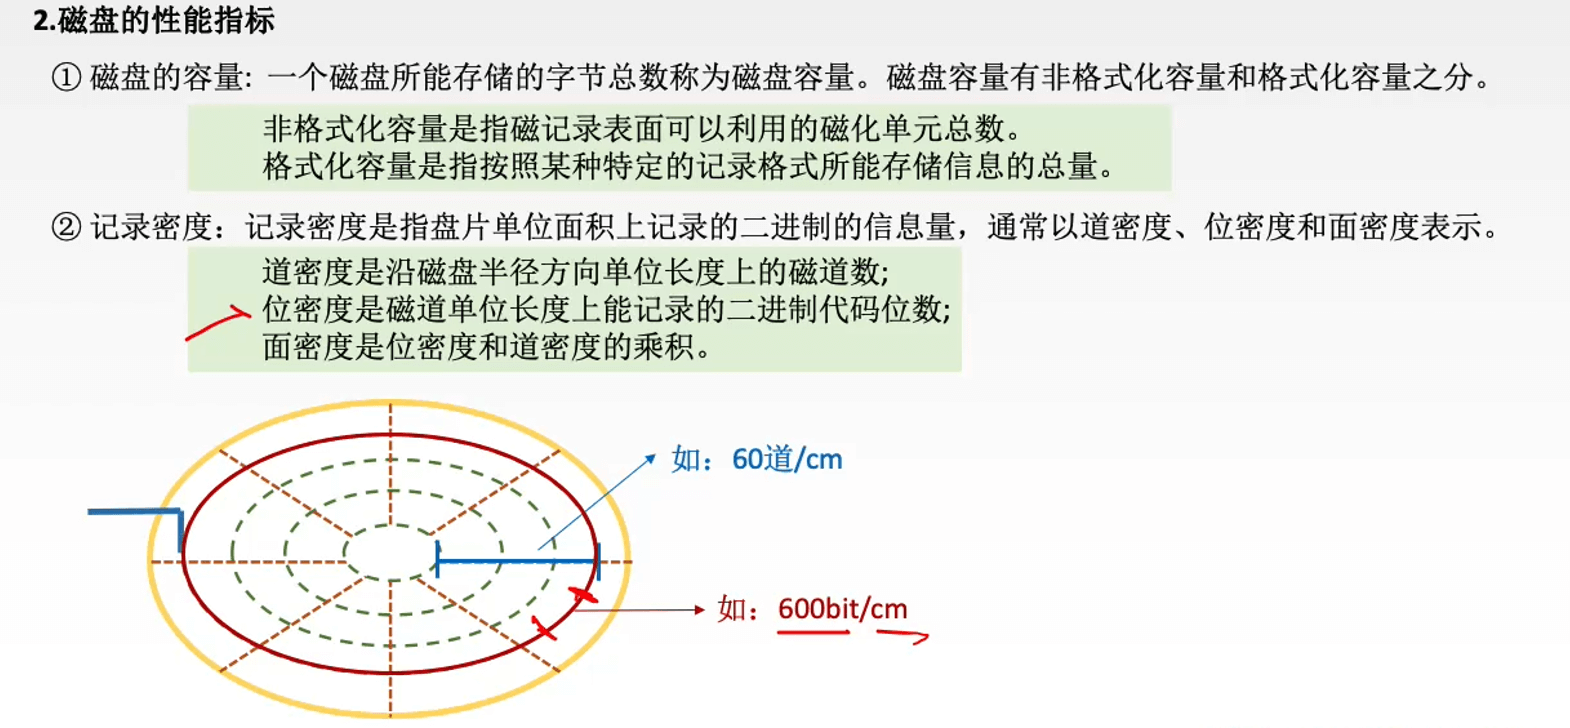 2.磁盘的性能指标
① 磁盘的容量: 一个磁盘所能存储的字节总数称为磁盘容量。磁盘容量有非格式化容量和格式化容量之分。
非格式化容量是指磁记录表面可以利用的磁化单元总数。
格式化容量是指按照某种特定的记录格式所能存储信息的总量。
② 记录密度：记录密度是指盘片单位面积上记录的二进制的信息量，通常以道密度、位密度和面密度表示。
道密度是沿磁盘半径方向单位长度上的磁道数;
位密度是磁道单位长度上能记录的二进制代码位数;
面密度是位密度和道密度的乘积。
如：60道/cm
如：600bit/cm